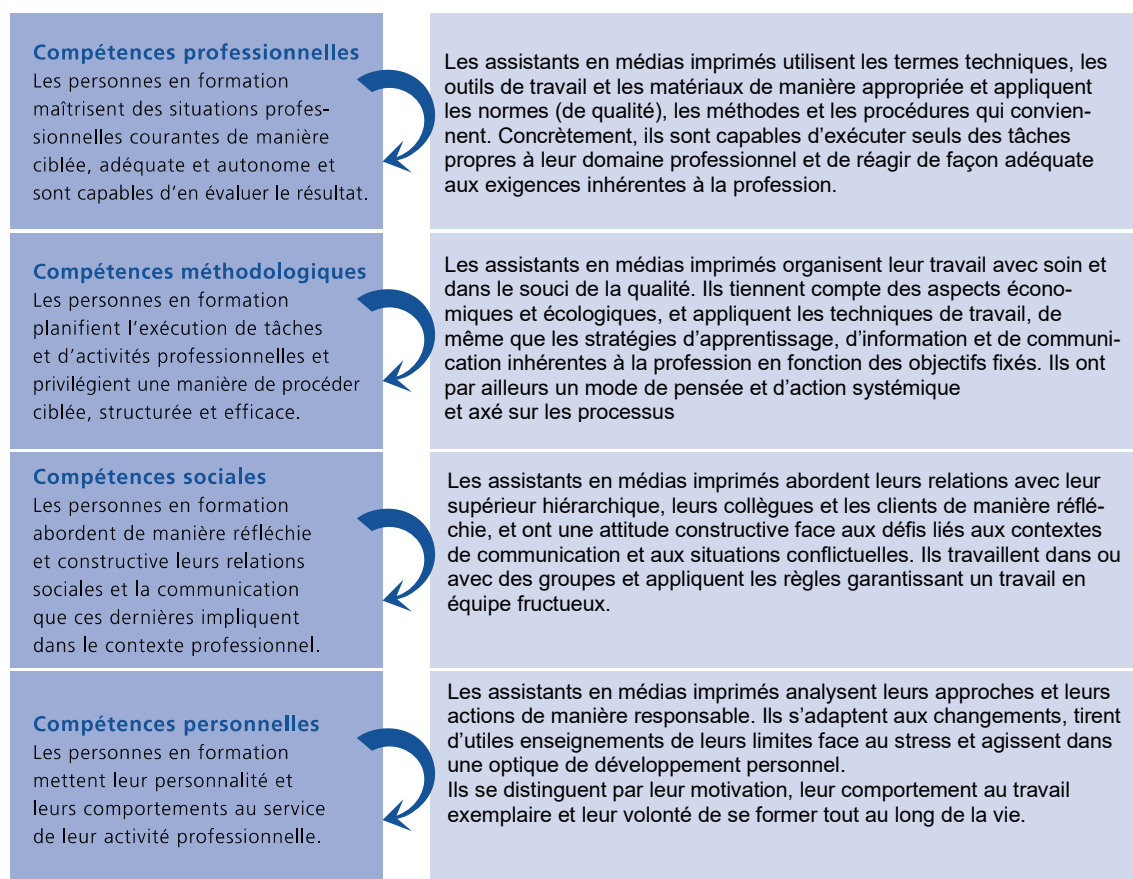 Compétences professionnelles
Les personnes en formation
maîtrisent des situations profes-
sionnelles courantes de manière
ciblée, adéquate et autonome et
sont capables d'en évaluer le résultat.
Les assistants en médias imprimés utilisent les termes techniques, les
outils de travail et les matériaux de manière appropriée et appliquent
les normes (de qualité), les méthodes et les procédures qui convien-
nent. Concrètement, ils sont capables d'exécuter seuls des tâches
propres à leur domaine professionnel et de réagir de façon adéquate
aux exigences inhérentes à la profession.
Compétences méthodologiques
Les personnes en formation
planifient l'exécution de tâches
et d'activités professionnelles et
privilégient une manière de procéder
ciblée, structurée et efficace.
Les assistants en médias imprimés organisent leur travail avec soin et
dans le souci de la qualité. Ils tiennent compte des aspects écono-
miques et écologiques, et appliquent les techniques de travail, de
même que les stratégies d'apprentissage, d'information et de communi-
cation inhérentes à la profession en fonction des objectifs fixés. Ils ont
par ailleurs un mode de pensée et d'action systémique
et axé sur les processus
Compétences sociales
Les personnes en formation
abordent de manière réfléchie
et constructive leurs relations
sociales et la communication
que ces dernières impliquent
dans le contexte professionnel.
Les assistants en médias imprimés abordent leurs relations avec leur
supérieur hiérarchique, leurs collègues et les clients de manière réflé-
chie, et ont une attitude constructive face aux défis liés aux contextes
de communication et aux situations conflictuelles. Ils travaillent dans ou
avec des groupes et appliquent les règles garantissant un travail en
équipe fructueux.
Compétences personnelles
Les personnes en formation
mettent leur personnalité et
leurs comportements au service
de leur activité professionnelle.
Les assistants en médias imprimés analysent leurs approches et leurs
actions de manière responsable. Ils s'adaptent aux changements, tirent
d'utiles enseignements de leurs limites face au stress et agissent dans
une optique de développement personnel.
Ils se distinguent par leur motivation, leur comportement au travail
exemplaire et leur volonté de se former tout au long de la vie.